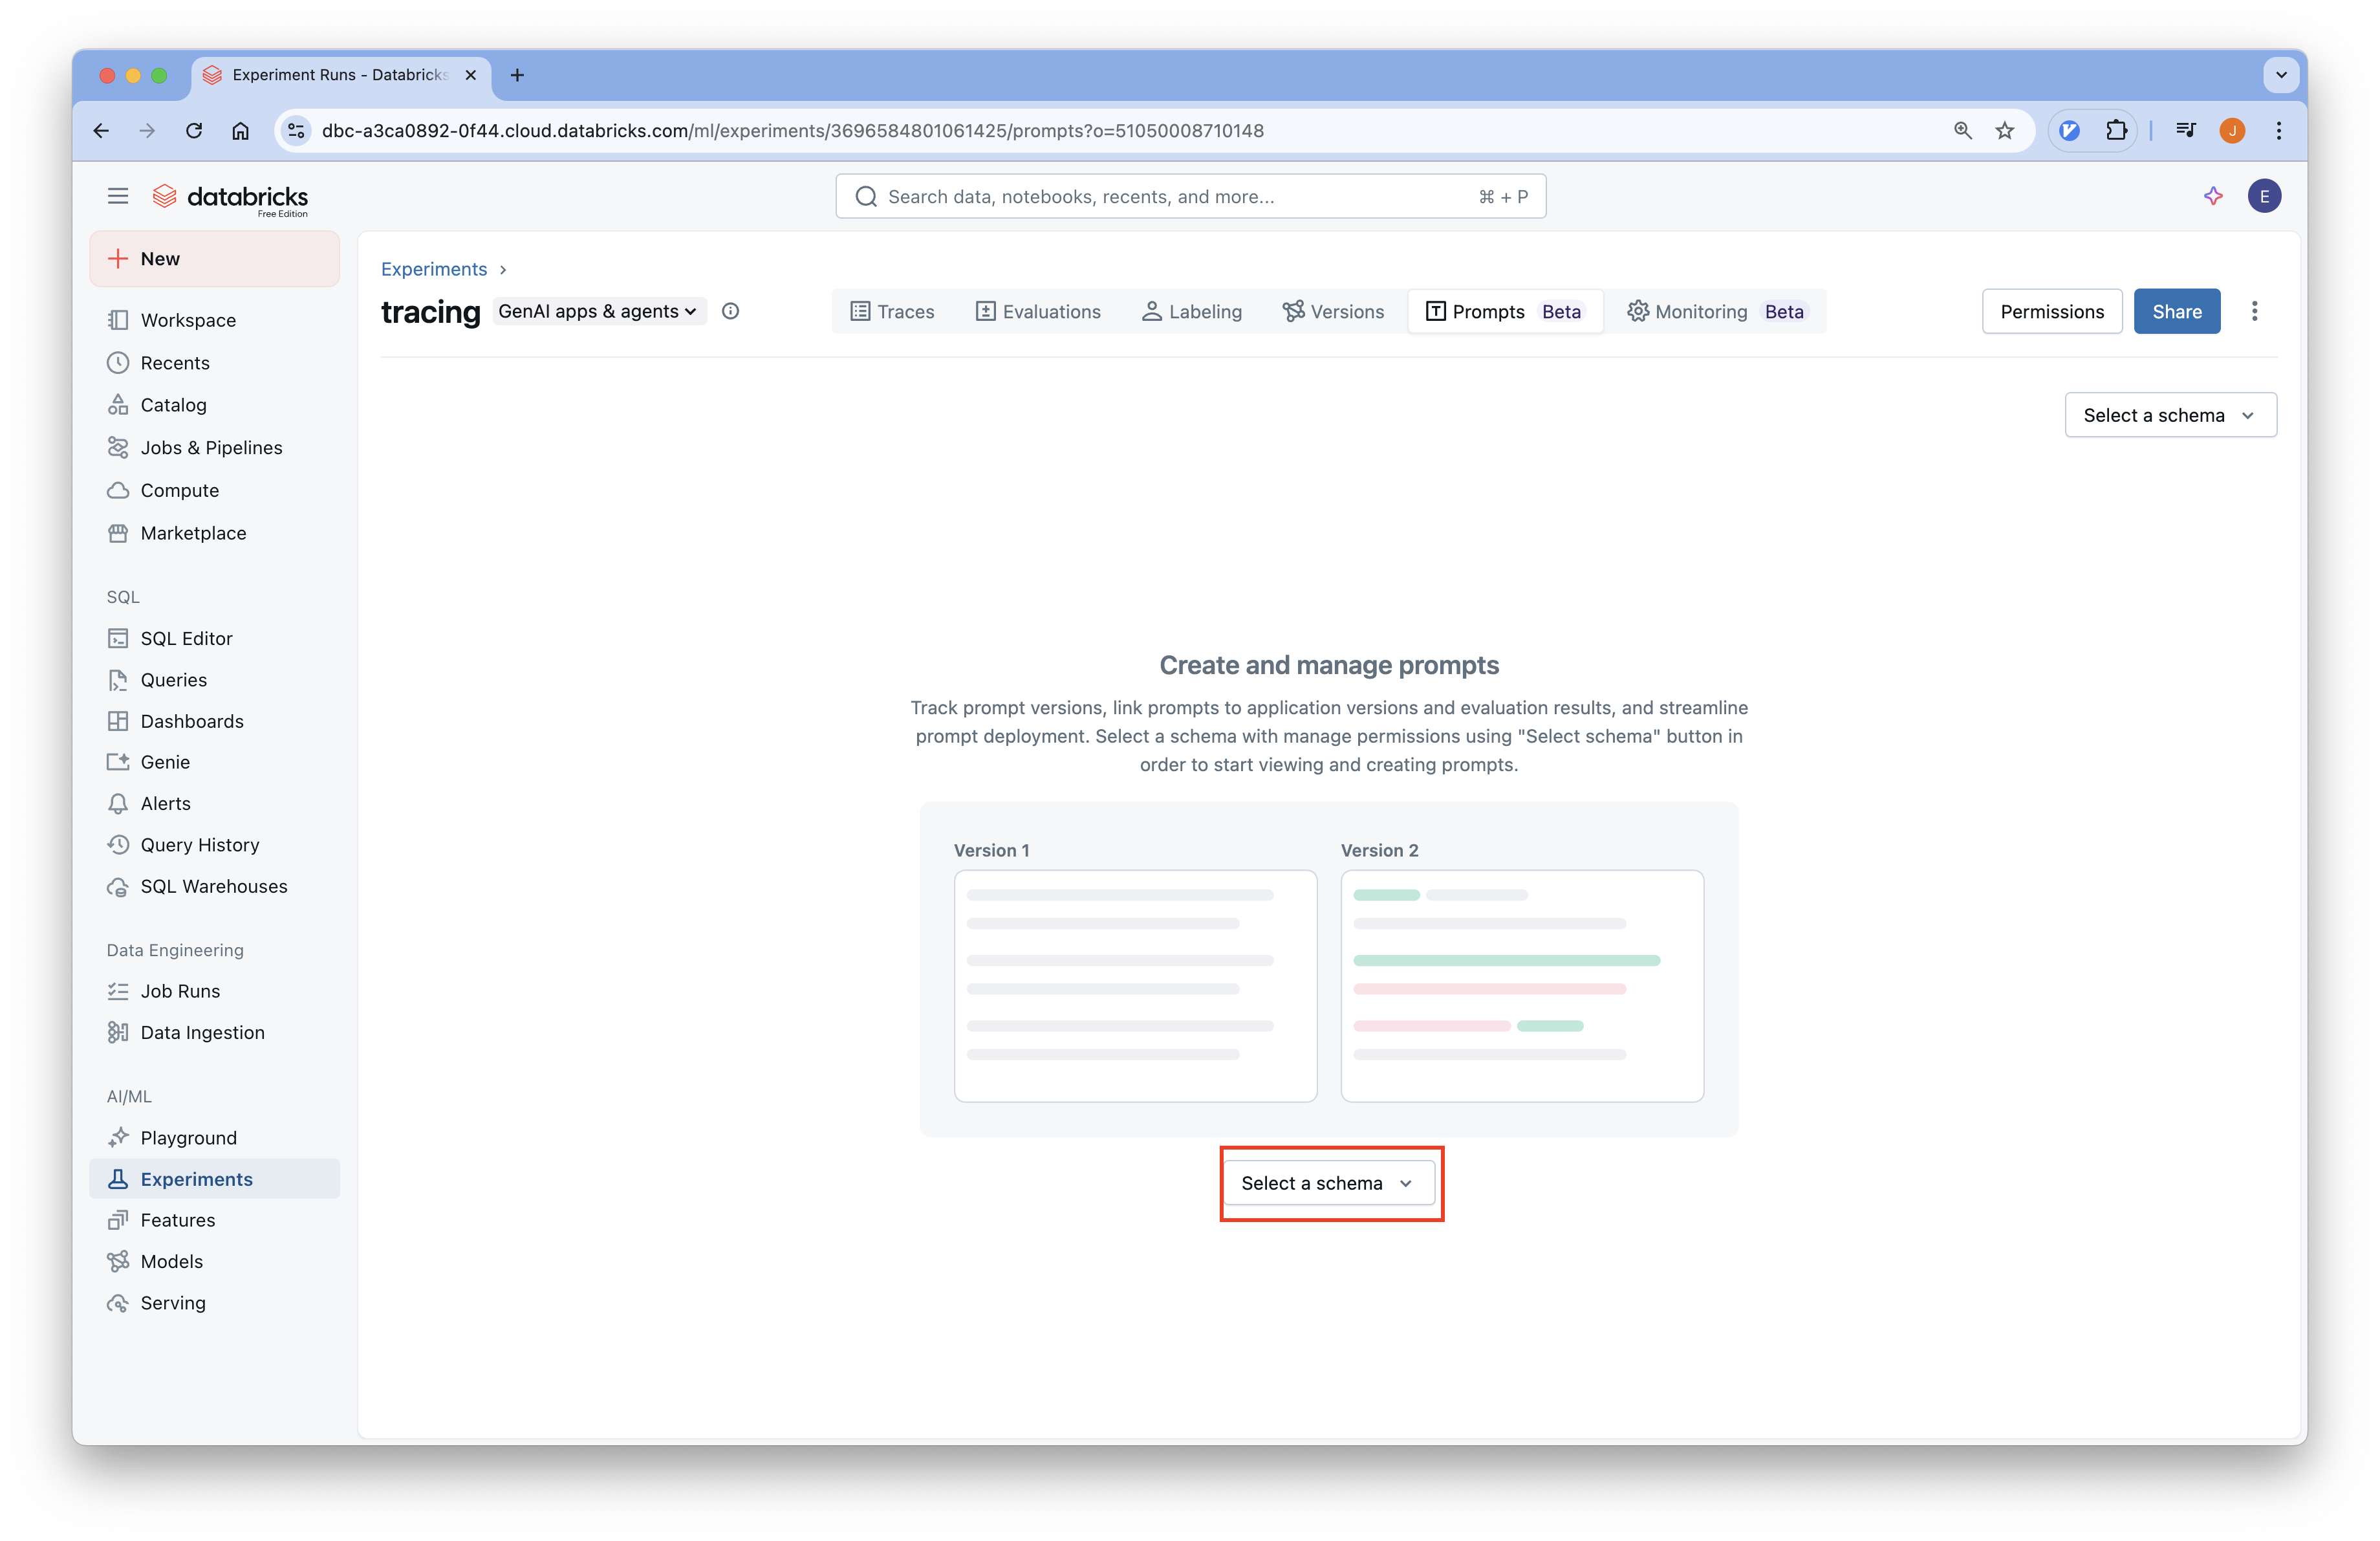 Experiment Runs - Databricks
dbc-a3ca0892-0f44.cloud.databricks.com/ml/experiments/3696584801061425/prompts?o=51050008710148
J
databricks
Free Edition
Search data, notebooks, recents, and more...
⌘ + P
E
New
Workspace
Recents
Catalog
Jobs & Pipelines
Compute
Marketplace
SQL
SQL Editor
Queries
Dashboards
Genie
Alerts
Query History
SQL Warehouses
Data Engineering
Job Runs
Data Ingestion
AI/ML
Playground
Experiments
Features
Models
Serving
Experiments ›
tracing GenAI apps & agents
Traces Evaluations Labeling Versions Prompts Beta Monitoring Beta
Permissions Share
Select a schema
Create and manage prompts
Track prompt versions, link prompts to application versions and evaluation results, and streamline
prompt deployment. Select a schema with manage permissions using "Select schema" button in
order to start viewing and creating prompts.
Version 1 Version 2
Select a schema